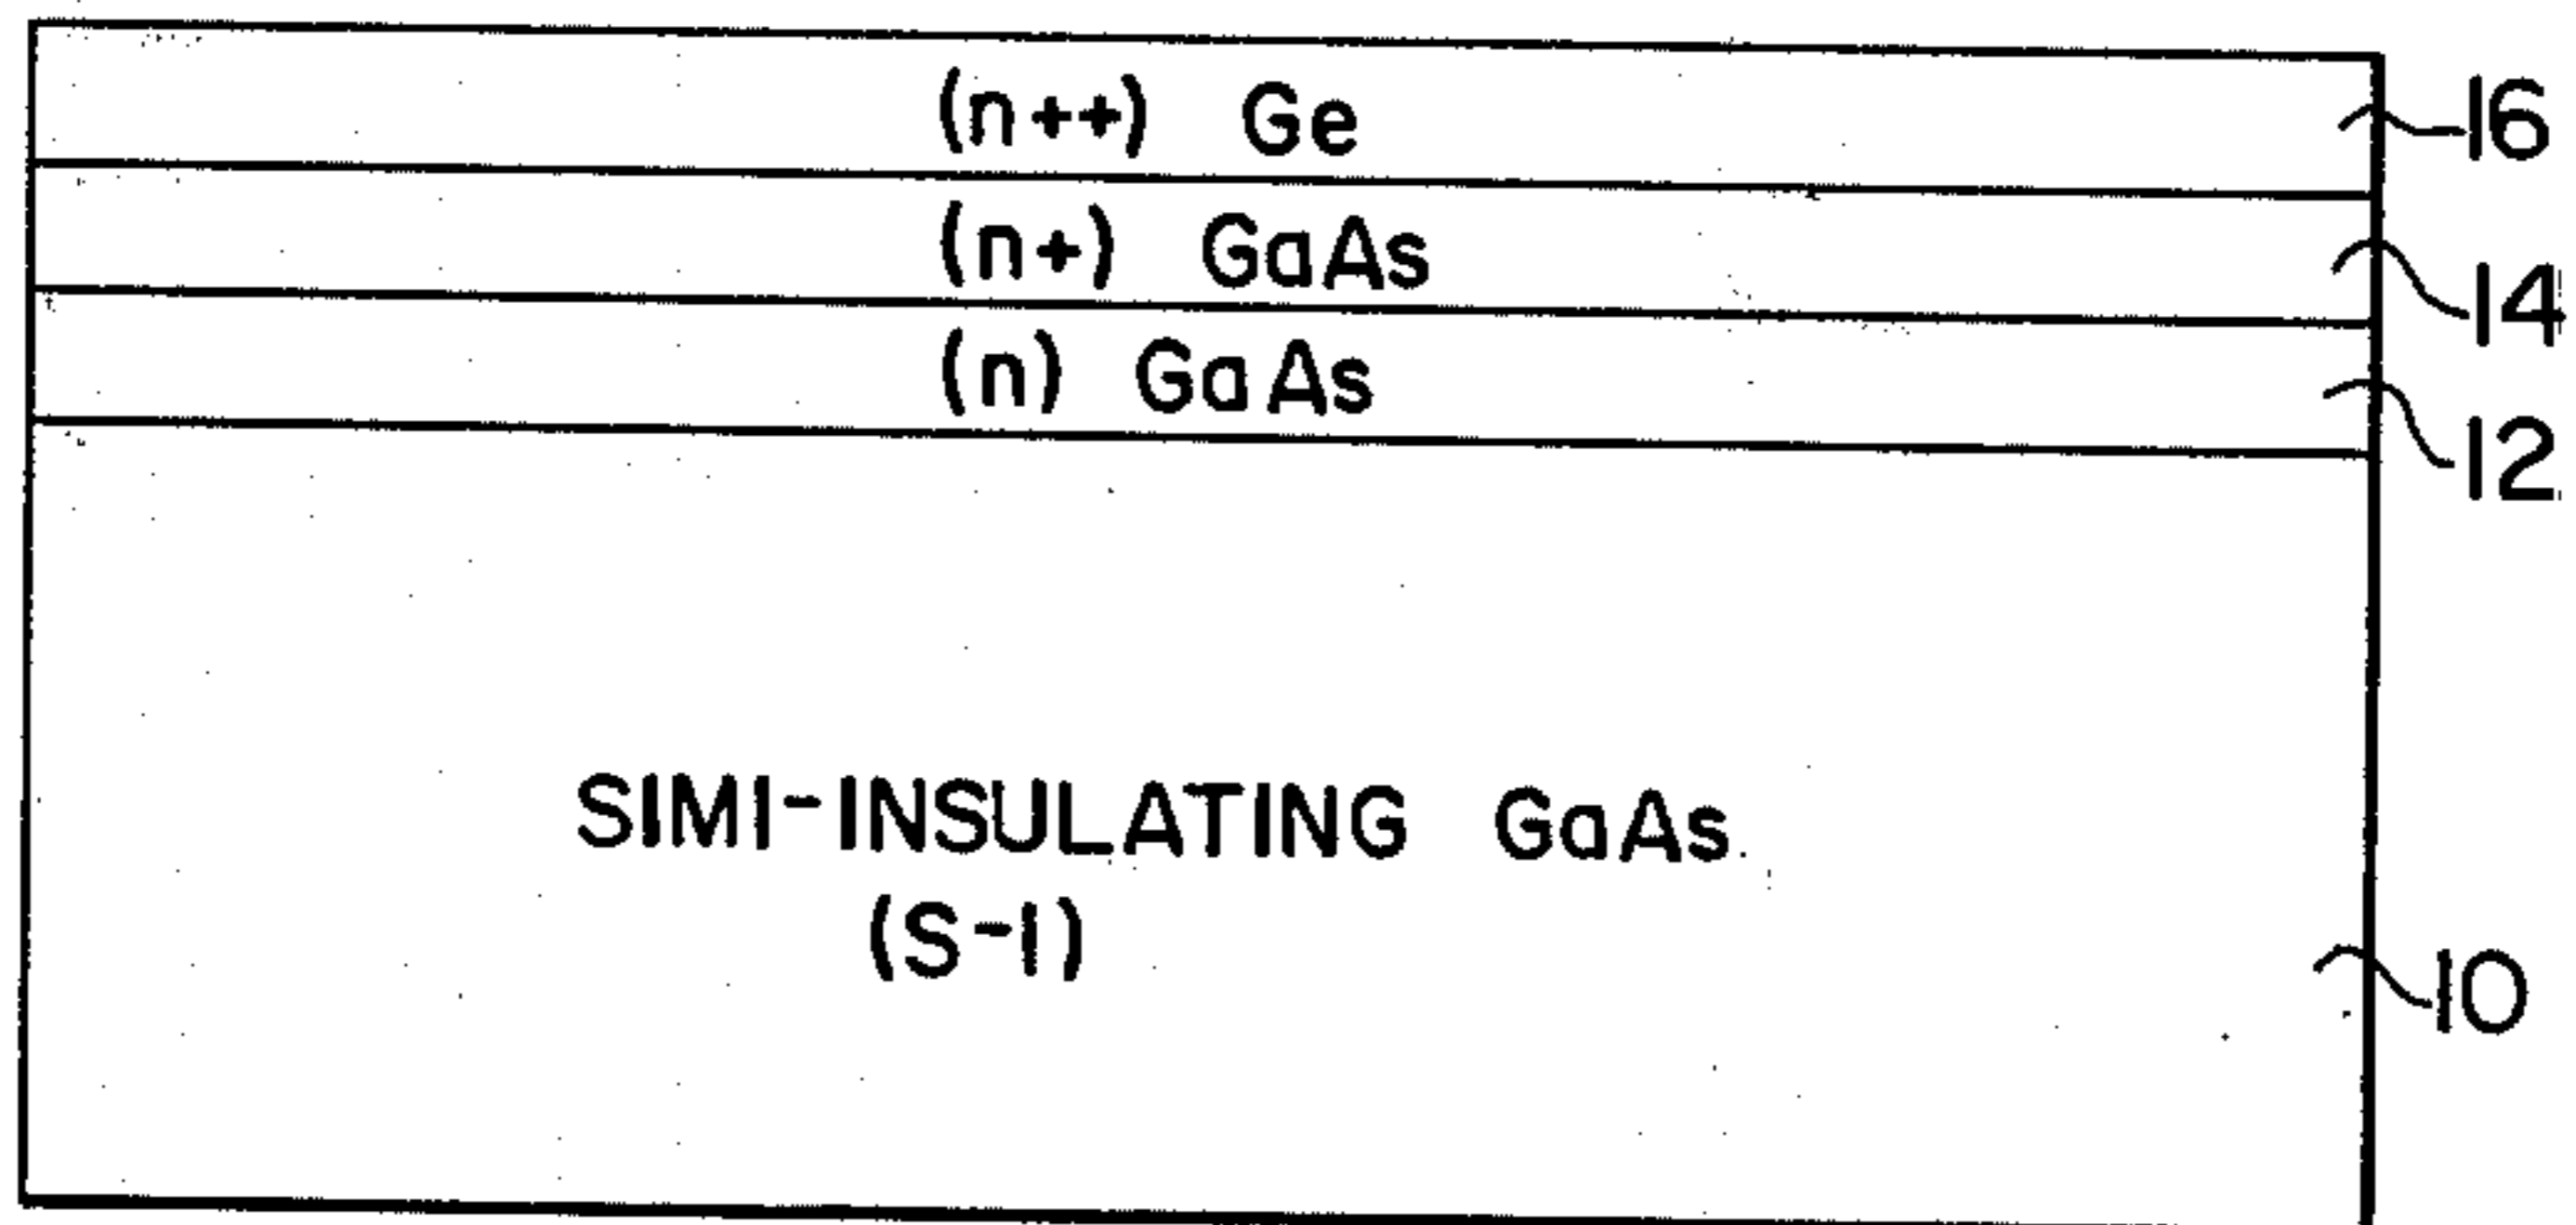 (n++) Ge
16
(n+) GaAs
14
(n) GaAs
12
SIMI-INSULATING GaAs
(S-I)
10